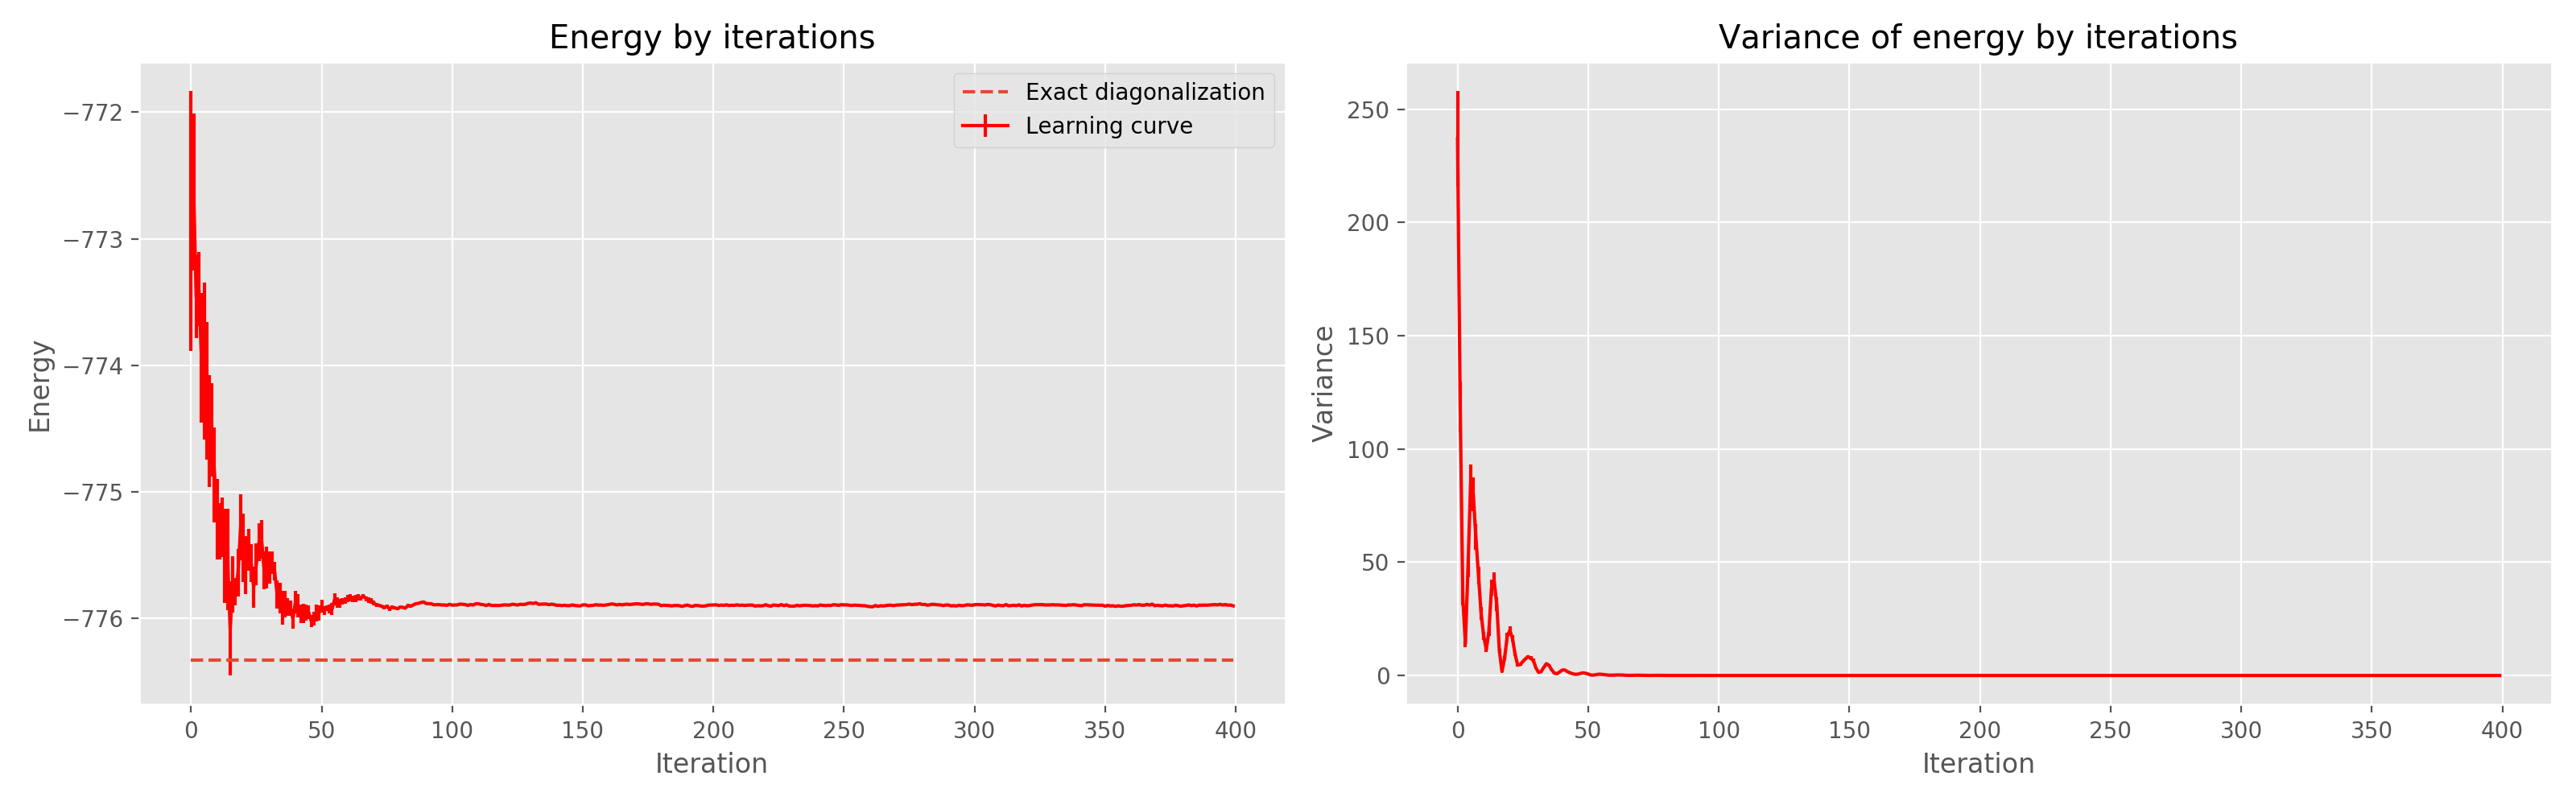 Energy by iterations
Exact diagonalization
Learning curve
−772
−773
−774
−775
−776
Energy
0 50 100 150 200 250 300 350 400
Iteration
Variance of energy by iterations
250
200
150
100
50
0
Variance
0 50 100 150 200 250 300 350 400
Iteration